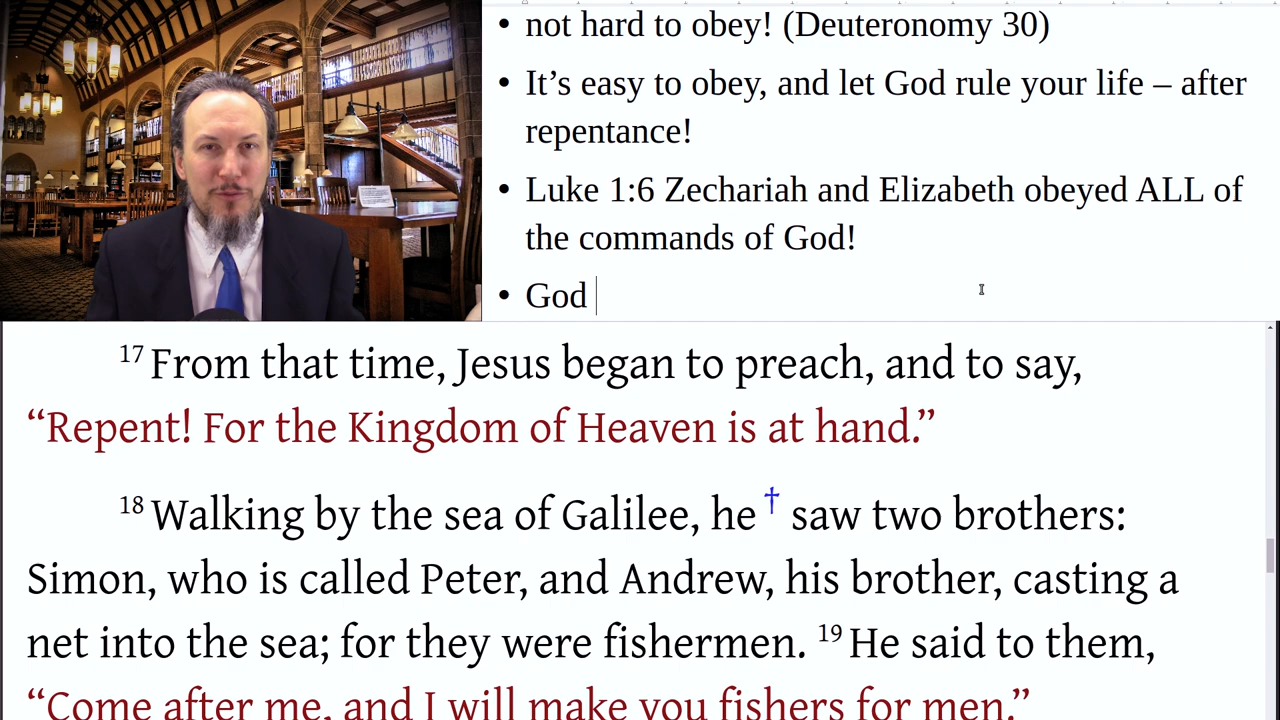 • not hard to obey! (Deuteronomy 30)
• It’s easy to obey, and let God rule your life – after
repentance!
• Luke 1:6 Zechariah and Elizabeth obeyed ALL of
the commands of God!
• God
17 From that time, Jesus began to preach, and to say,
“Repent! For the Kingdom of Heaven is at hand.”
18 Walking by the sea of Galilee, he † saw two brothers:
Simon, who is called Peter, and Andrew, his brother, casting a
net into the sea; for they were fishermen. 19 He said to them,
“Come after me, and I will make you fishers for men.”